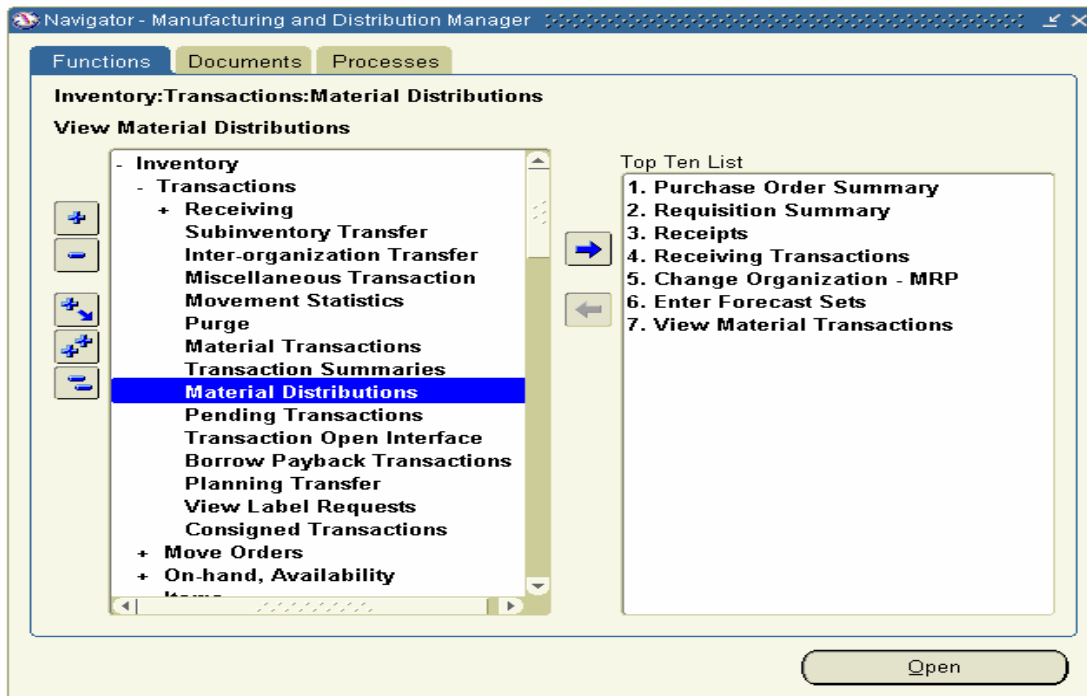 Navigator - Manufacturing and Distribution Manager
Functions Documents Processes
Inventory:Transactions:Material Distributions
View Material Distributions
- Inventory
- Transactions
+ Receiving
Subinventory Transfer
Inter-organization Transfer
Miscellaneous Transaction
Movement Statistics
Purge
Material Transactions
Transaction Summaries
Material Distributions
Pending Transactions
Transaction Open Interface
Borrow Payback Transactions
Planning Transfer
View Label Requests
Consigned Transactions
+ Move Orders
+ On-hand, Availability
Top Ten List
1. Purchase Order Summary
2. Requisition Summary
3. Receipts
4. Receiving Transactions
5. Change Organization - MRP
6. Enter Forecast Sets
7. View Material Transactions
Open